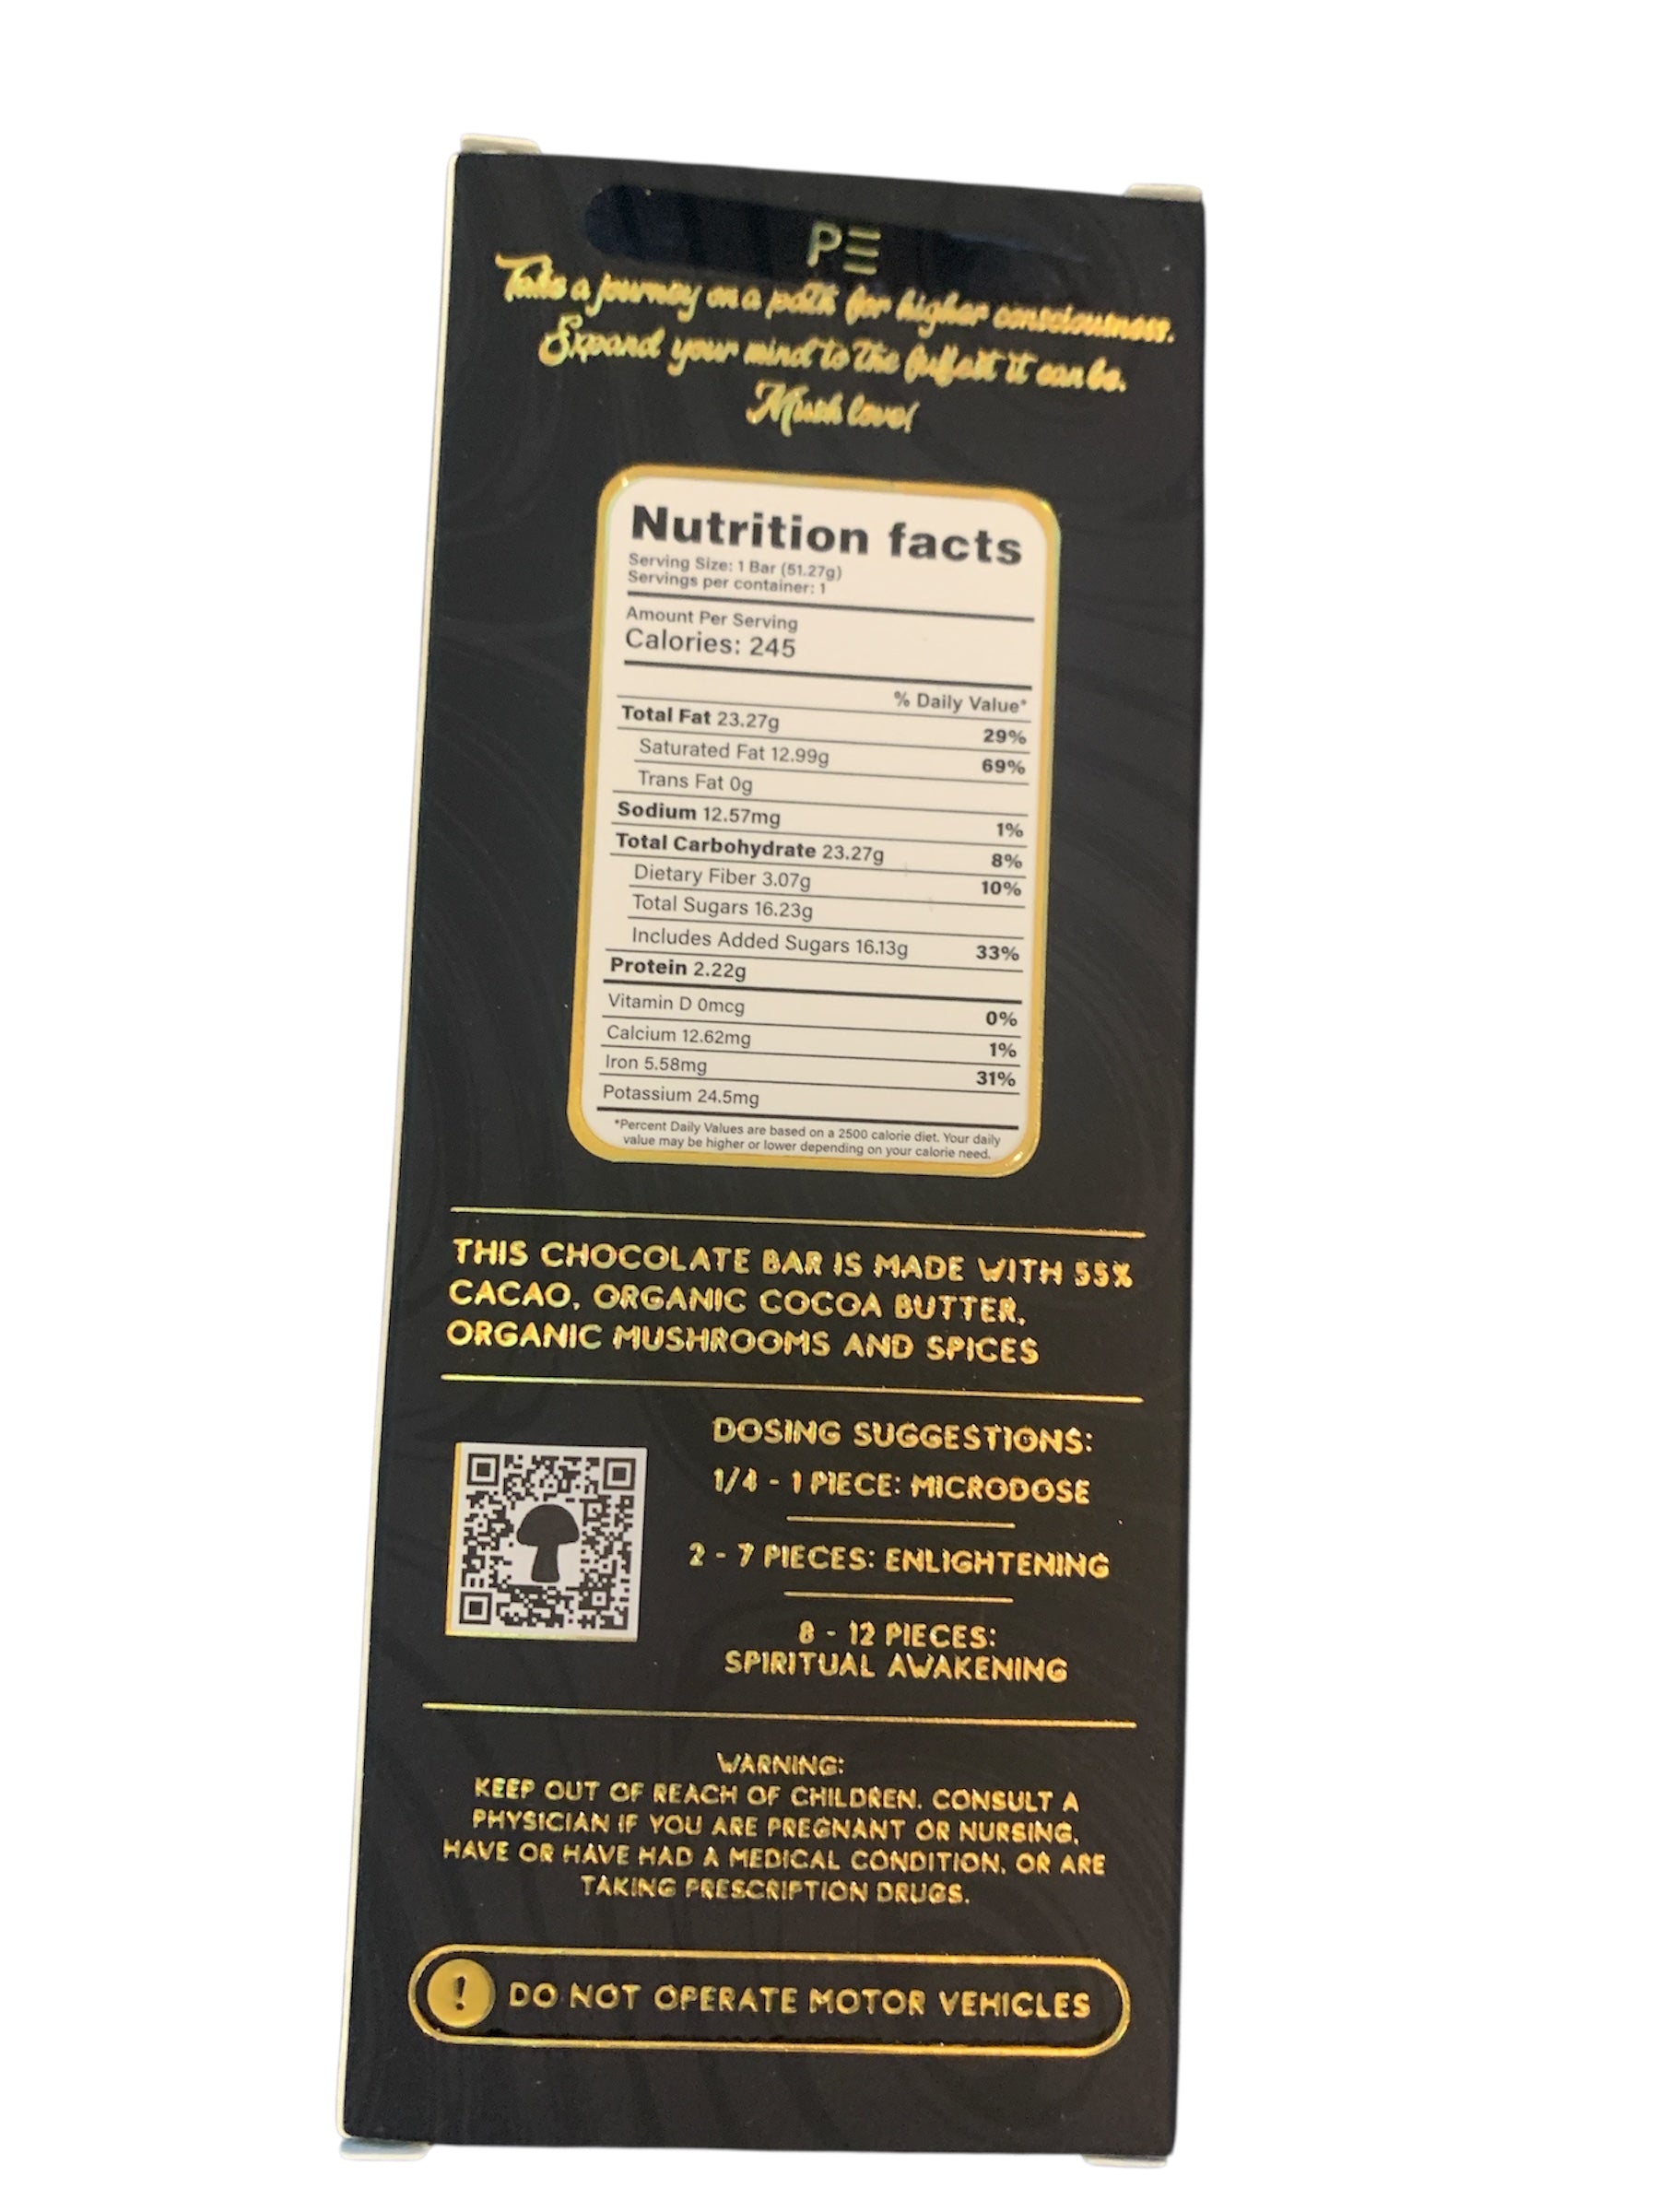 PE
Take a journey on a path for higher consciousness.
Expand your mind to the fullest it can be.
Mush love!
Nutrition facts
Serving Size: 1 Bar (51.27g)
Servings per container: 1
Amount Per Serving
Calories: 245
% Daily Value*
Total Fat 23.27g 29%
Saturated Fat 12.99g 69%
Trans Fat 0g
Sodium 12.57mg 1%
Total Carbohydrate 23.27g 8%
Dietary Fiber 3.07g 10%
Total Sugars 16.23g
Includes Added Sugars 16.13g 33%
Protein 2.22g
Vitamin D 0mcg 0%
Calcium 12.62mg 1%
Iron 5.58mg 31%
Potassium 24.5mg
*Percent Daily Values are based on a 2500 calorie diet. Your daily
value may be higher or lower depending on your calorie need.
THIS CHOCOLATE BAR IS MADE WITH 55%
CACAO, ORGANIC COCOA BUTTER,
ORGANIC MUSHROOMS AND SPICES
DOSING SUGGESTIONS:
1/4 - 1 PIECE: MICRODOSE
2 - 7 PIECES: ENLIGHTENING
8 - 12 PIECES:
SPIRITUAL AWAKENING
WARNING:
KEEP OUT OF REACH OF CHILDREN. CONSULT A
PHYSICIAN IF YOU ARE PREGNANT OR NURSING,
HAVE OR HAVE HAD A MEDICAL CONDITION, OR ARE
TAKING PRESCRIPTION DRUGS.
! DO NOT OPERATE MOTOR VEHICLES